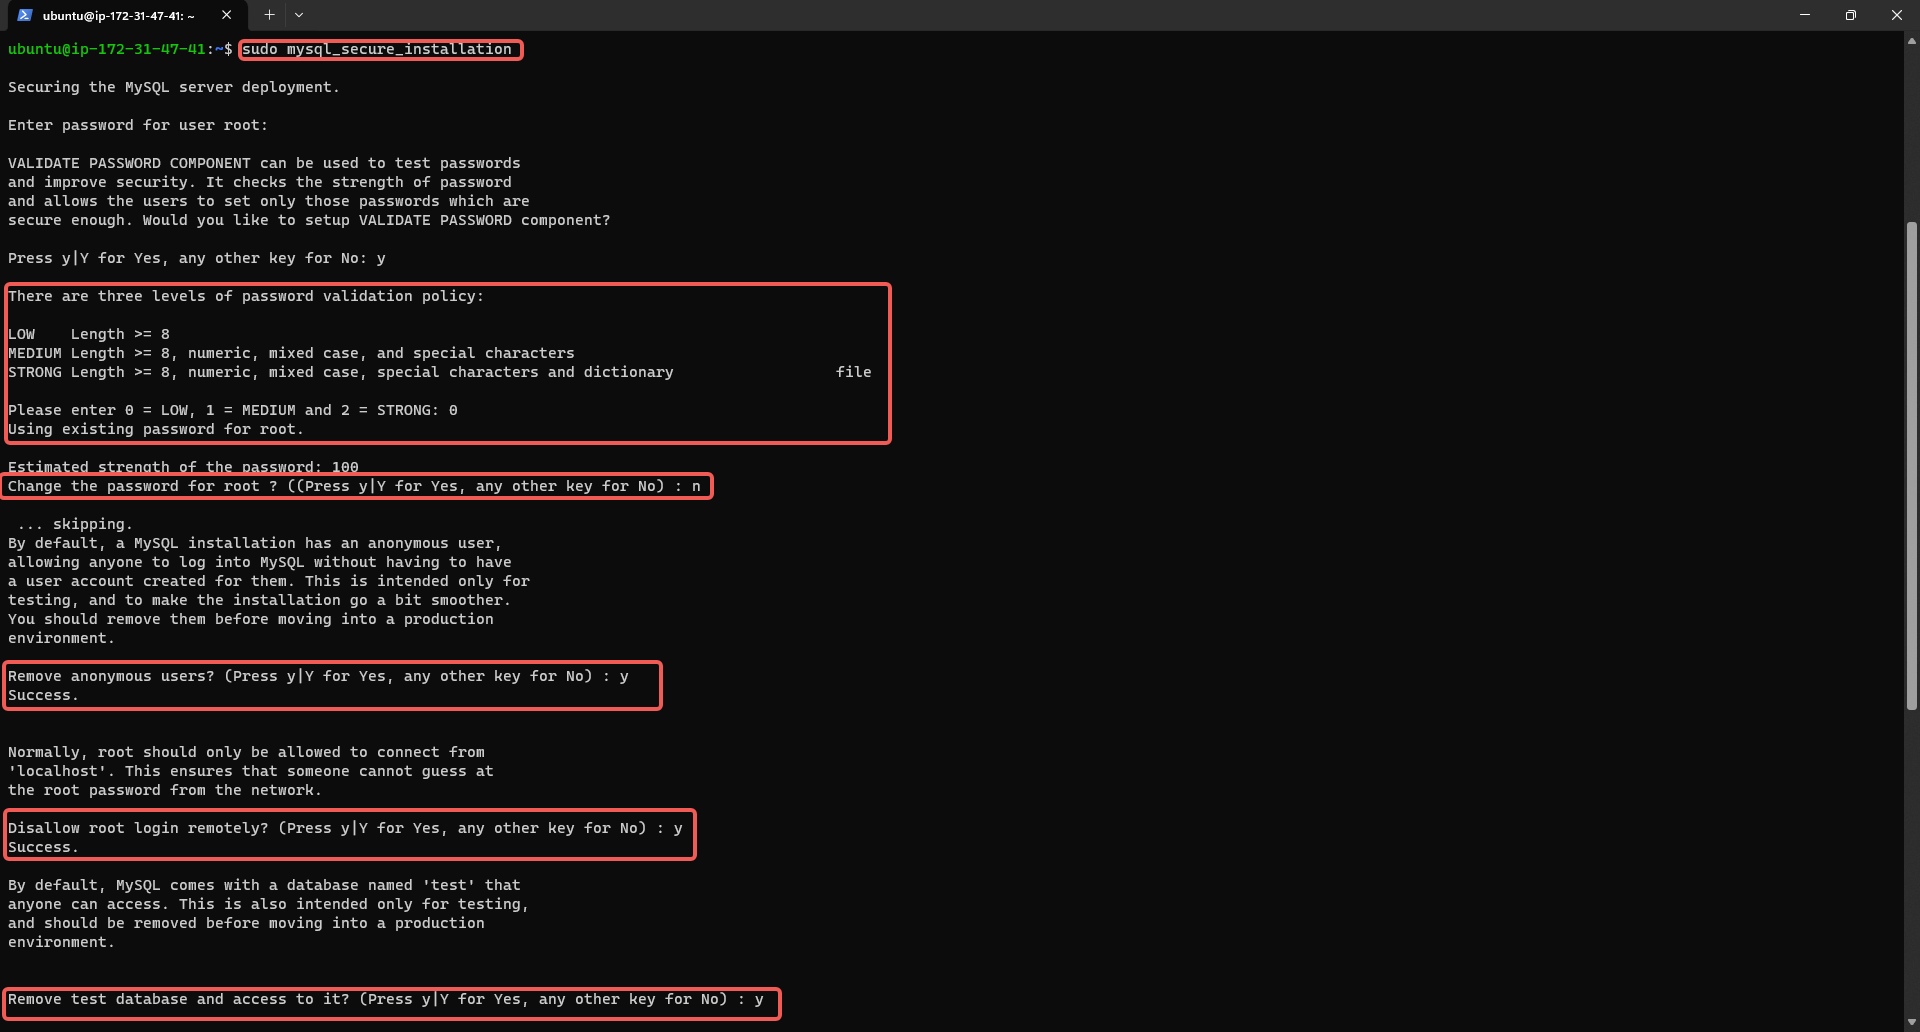 ubuntu@ip-172-31-47-41: ~
ubuntu@ip-172-31-47-41:~$ sudo mysql_secure_installation
Securing the MySQL server deployment.
Enter password for user root:
VALIDATE PASSWORD COMPONENT can be used to test passwords
and improve security. It checks the strength of password
and allows the users to set only those passwords which are
secure enough. Would you like to setup VALIDATE PASSWORD component?
Press y|Y for Yes, any other key for No: y
There are three levels of password validation policy:
LOW    Length >= 8
MEDIUM Length >= 8, numeric, mixed case, and special characters
STRONG Length >= 8, numeric, mixed case, special characters and dictionary                  file
Please enter 0 = LOW, 1 = MEDIUM and 2 = STRONG: 0
Using existing password for root.
Estimated strength of the password: 100
Change the password for root ? ((Press y|Y for Yes, any other key for No) : n
 ... skipping.
By default, a MySQL installation has an anonymous user,
allowing anyone to log into MySQL without having to have
a user account created for them. This is intended only for
testing, and to make the installation go a bit smoother.
You should remove them before moving into a production
environment.
Remove anonymous users? (Press y|Y for Yes, any other key for No) : y
Success.
Normally, root should only be allowed to connect from
'localhost'. This ensures that someone cannot guess at
the root password from the network.
Disallow root login remotely? (Press y|Y for Yes, any other key for No) : y
Success.
By default, MySQL comes with a database named 'test' that
anyone can access. This is also intended only for testing,
and should be removed before moving into a production
environment.
Remove test database and access to it? (Press y|Y for Yes, any other key for No) : y